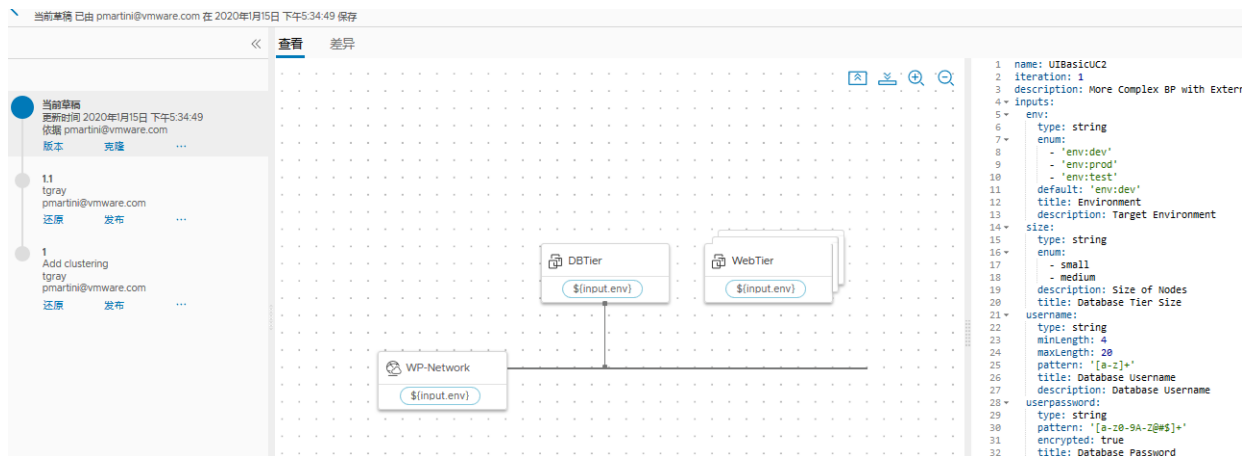 当前草稿 已由 pmartini@vmware.com 在 2020年1月15日 下午5:34:49 保存
查看 差异
当前草稿
更新时间 2020年1月15日 下午5:34:49
依据 pmartini@vmware.com
版本 克隆 ...
1.1
tgray
pmartini@vmware.com
还原 发布 ...
1
Add clustering
tgray
pmartini@vmware.com
还原 发布 ...
DBTier
${input.env}
WebTier
${input.env}
WP-Network
${input.env}
1 name: UIBasicUC2
2 iteration: 1
3 description: More Complex BP with Extern
4 inputs:
5 env:
6 type: string
7 enum:
8 - 'env:dev'
9 - 'env:prod'
10 - 'env:test'
11 default: 'env:dev'
12 title: Environment
13 description: Target Environment
14 size:
15 type: string
16 enum:
17 - small
18 - medium
19 description: Size of Nodes
20 title: Database Tier Size
21 username:
22 type: string
23 minLength: 4
24 maxLength: 20
25 pattern: '[a-z]+'
26 title: Database Username
27 description: Database Username
28 userpassword:
29 type: string
30 pattern: '[a-z0-9A-Z@#$]+'
31 encrypted: true
32 title: Database Password